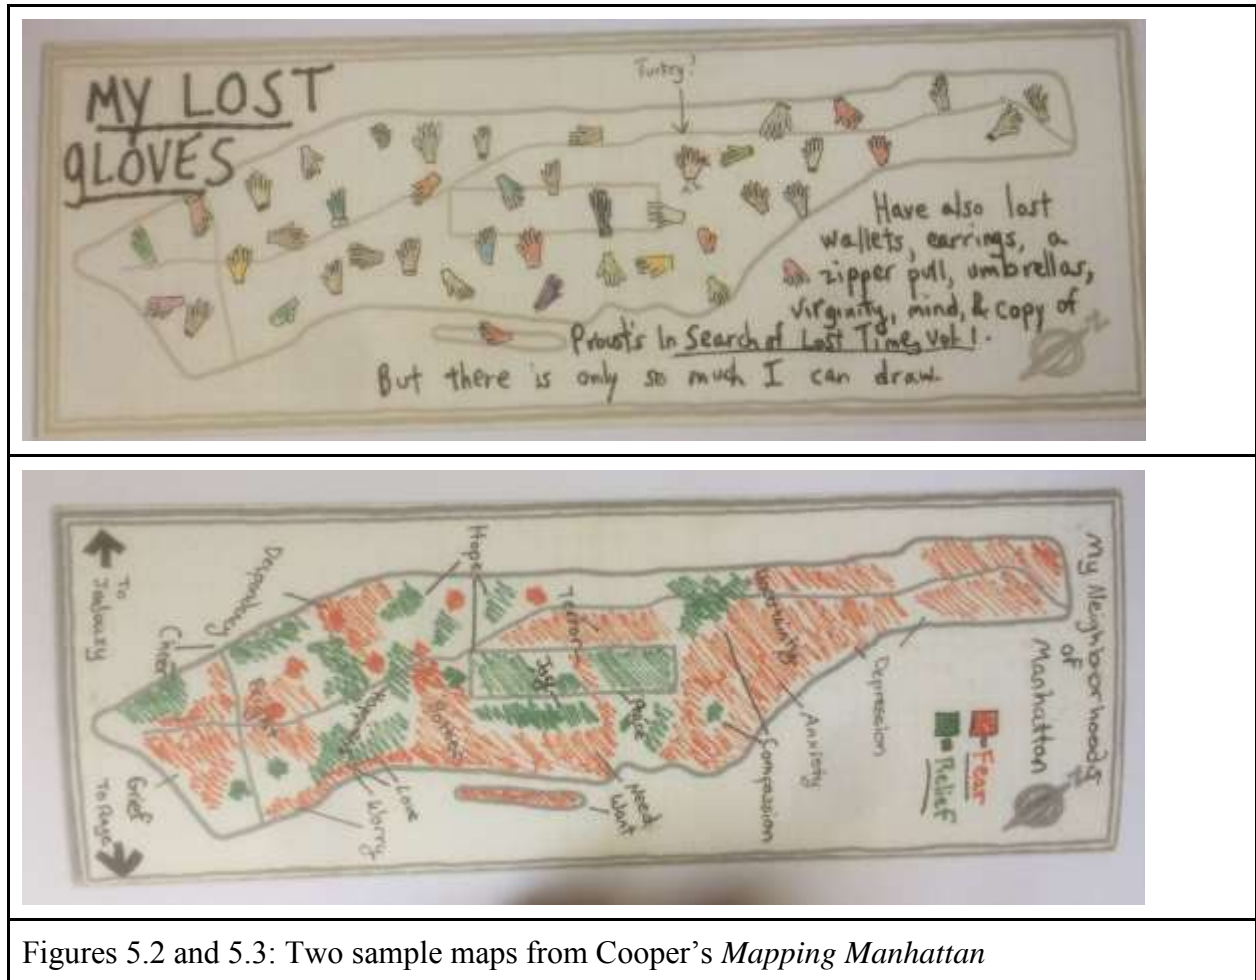 MY LOST
gLOVES
Turkey?
Have also lost
wallets, earrings, a
zipper pull, umbrellas,
virginity, mind, & copy of
Proust's In Search of Lost Time, Vol 1.
But there is only so much I can draw.
N
My Neighborhoods
of
Manhattan
Fear
Relief
Hope
Despondency
To Jealousy
Terror
Joy
Praise
Anxiety
Depression
Compassion
Need
Want
Love
Worry
Grief
To Rage
Figures 5.2 and 5.3: Two sample maps from Cooper's Mapping Manhattan